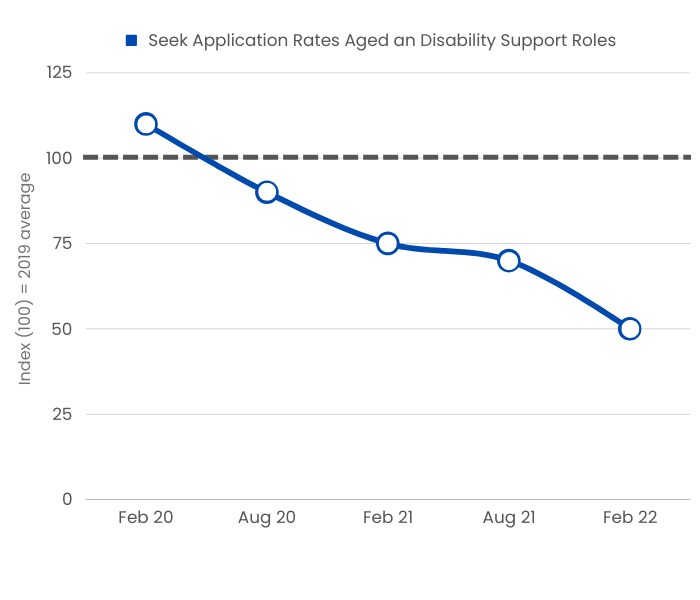 Seek Application Rates Aged an Disability Support Roles
125
100
75
50
25
0
Index (100) = 2019 average
Feb 20
Aug 20
Feb 21
Aug 21
Feb 22